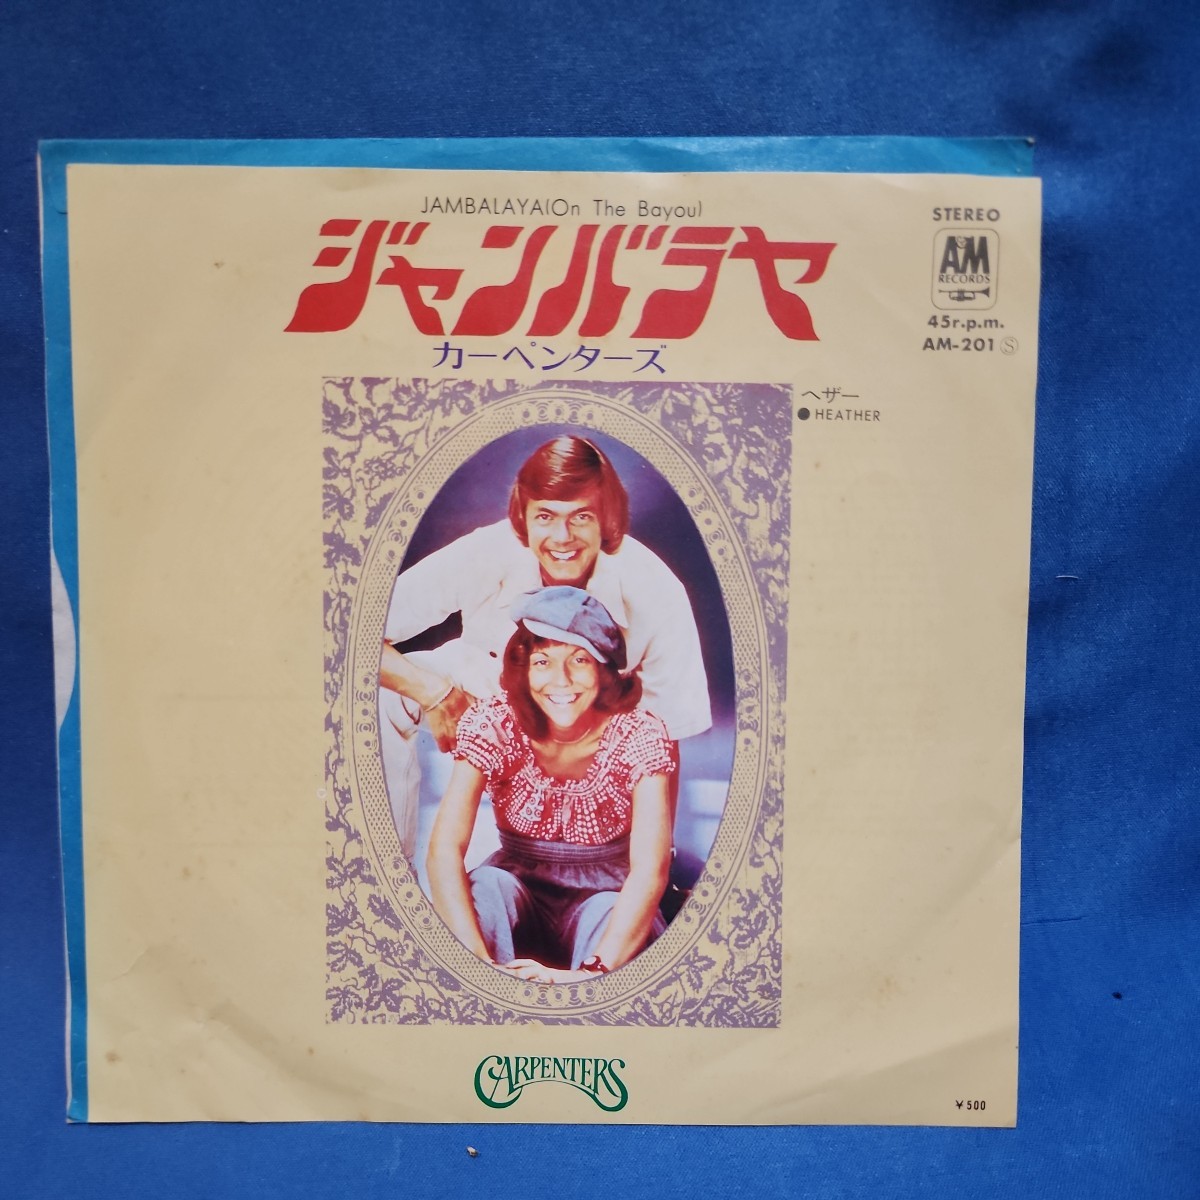 JAMBALAYA(On The Bayou)
ジャンバラヤ
カーペンターズ
STEREO
A&M
RECORDS
45r.p.m.
AM-201 Ⓢ
ヘザー
● HEATHER
CARPENTERS
￥500